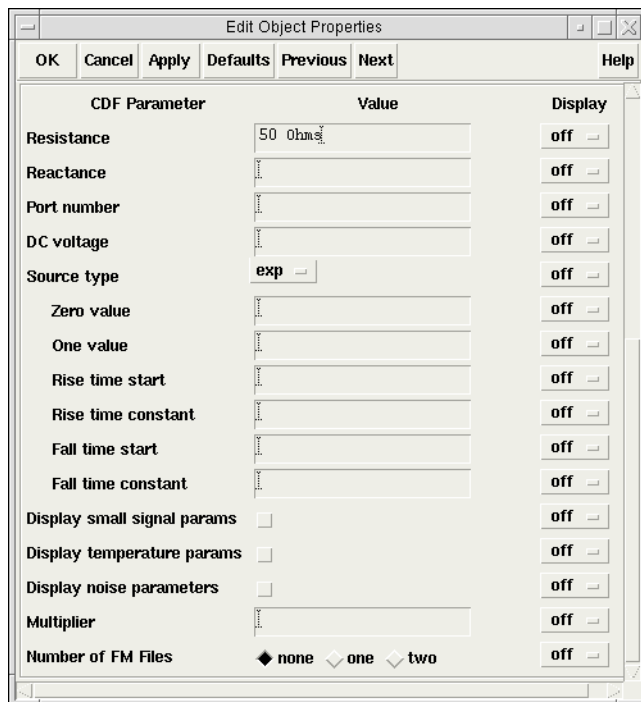 Edit Object Properties
OK Cancel Apply Defaults Previous Next Help
CDF Parameter Value Display
Resistance 50 Ohms off
Reactance off
Port number off
DC voltage off
Source type exp off
Zero value off
One value off
Rise time start off
Rise time constant off
Fall time start off
Fall time constant off
Display small signal params off
Display temperature params off
Display noise parameters off
Multiplier off
Number of FM Files none one two off